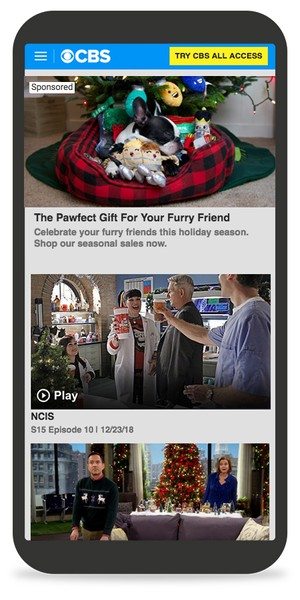 CBS
TRY CBS ALL ACCESS
Sponsored
The Pawfect Gift For Your Furry Friend
Celebrate your furry friends this holiday season.
Shop our seasonal sales now.
Play
NCIS
S15 Episode 10 | 12/23/18